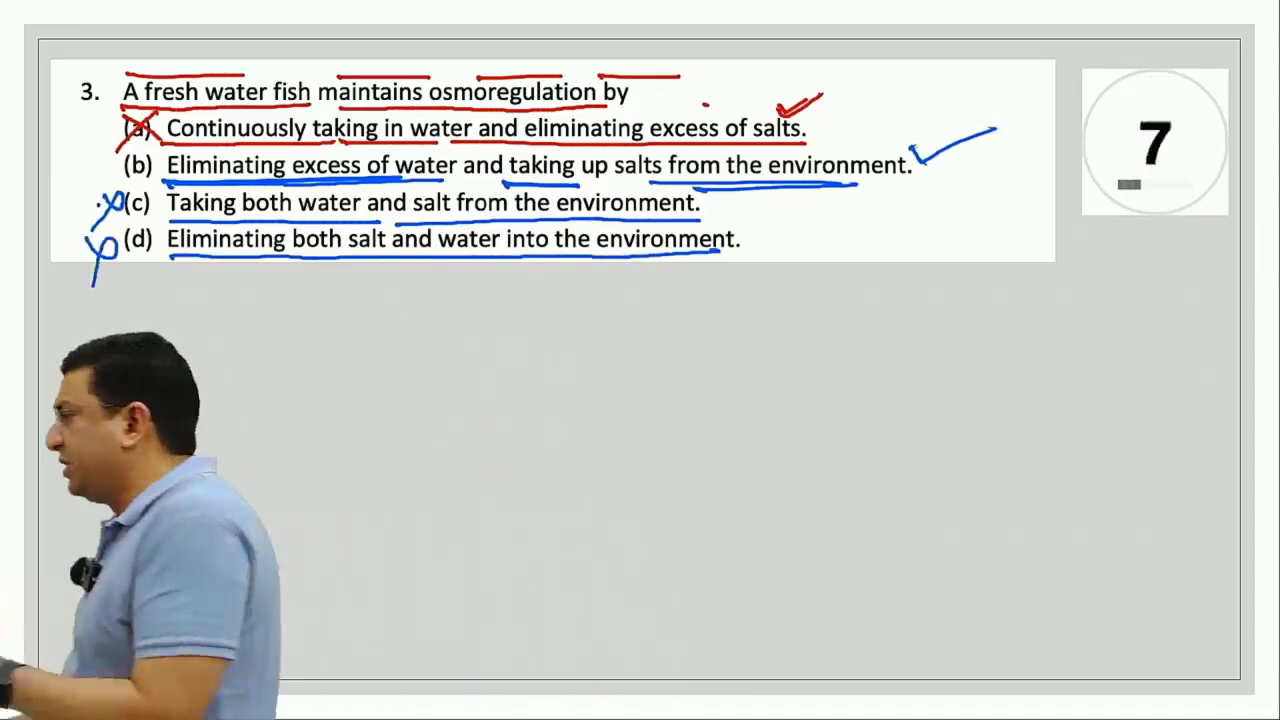 3. A fresh water fish maintains osmoregulation by
(a) Continuously taking in water and eliminating excess of salts.
(b) Eliminating excess of water and taking up salts from the environment.
(c) Taking both water and salt from the environment.
(d) Eliminating both salt and water into the environment.
7